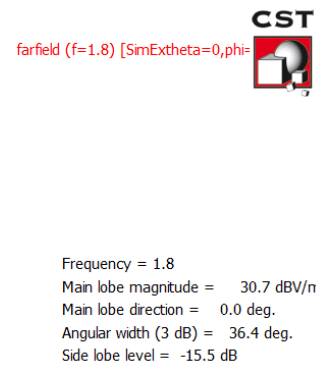 CST
farfield (f=1.8) [SimExtheta=0,phi=
Frequency = 1.8
Main lobe magnitude = 30.7 dBV/m
Main lobe direction = 0.0 deg.
Angular width (3 dB) = 36.4 deg.
Side lobe level = -15.5 dB